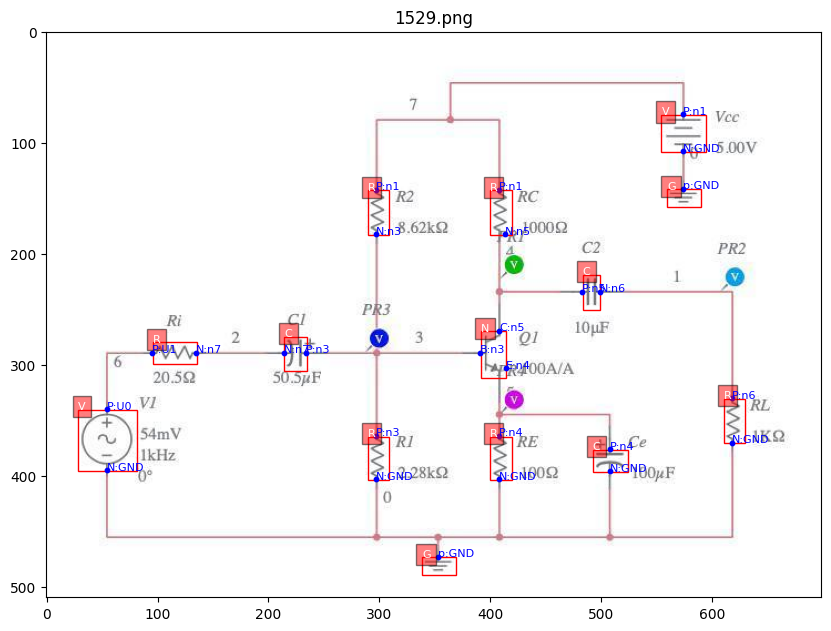 1529.png
0
7
V P:n1 Vcc
100
N:GND
0 5.00V
G p:GND
R P:n1 R2
R P:n1 RC
N:n3 8.62kΩ
N:n5 1000Ω
200
PR1
4
V
C2
C
PR2
V
1
N:n6
10µF
Ri
R
P:U1 N:n7
2
C1
C
N:n7 P:n3
PR3
V
3
N C:n5
Q1
B:n3
E:n4 100A/A
300
6
20.5Ω
50.5µF
PR4
5
V
V P:U0 V1
54mV
1kHz
0°
N:GND
R P:n6 RL
1KΩ
N:GND
400
R P:n3 R1
2.28kΩ
N:GND
0
R P:n4 RE
100Ω
N:GND
C P:n4 Ce
N:GND
100µF
G p:GND
500
0 100 200 300 400 500 600